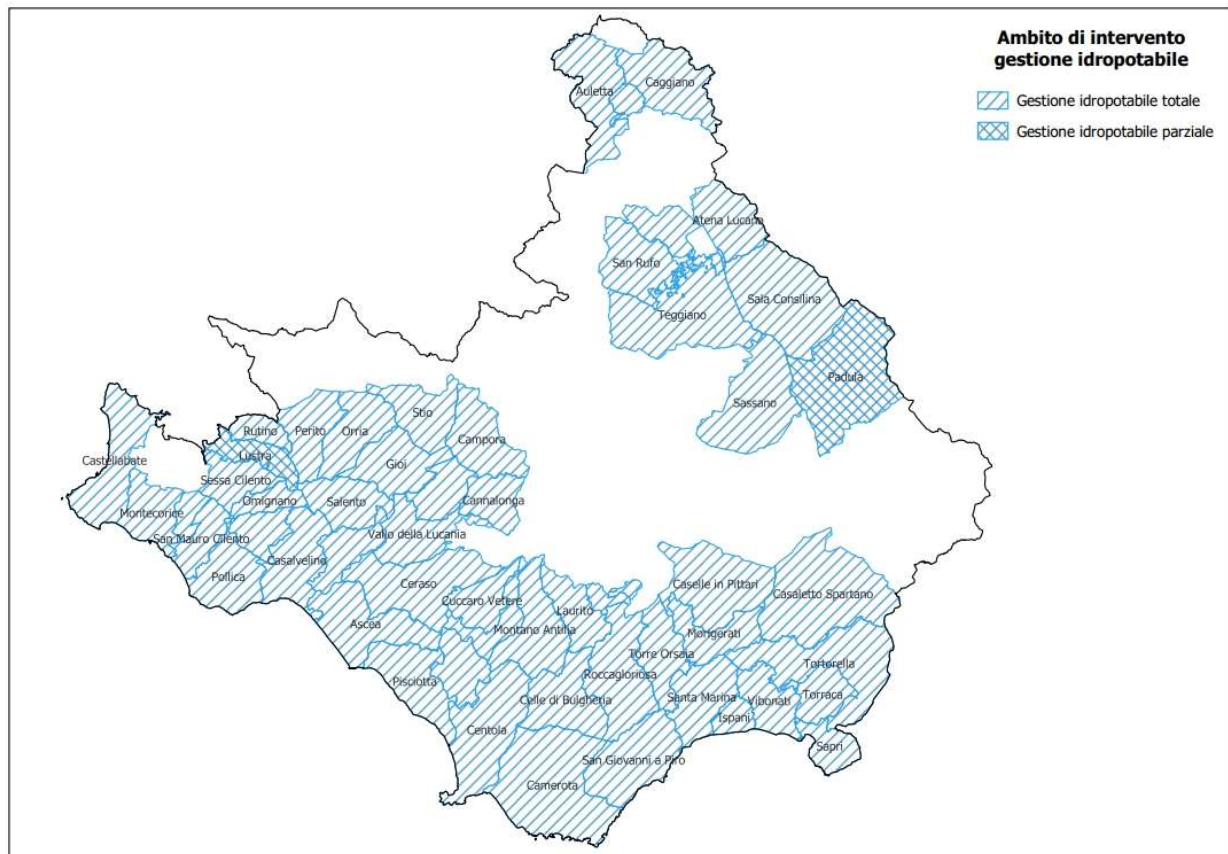 Ambito di intervento
gestione idropotabile
Gestione idropotabile totale
Gestione idropotabile parziale
Caggiano
Auletta
Atena Lucana
San Rufo
Sala Consilina
Teggiano
Padula
Sassano
Stio
Rutino
Perito
Orria
Campora
Lustra
Castellabate
Gioi
Sessa Cilento
Cannalonga
Omignano
Salento
Montecorice
Vallo della Lucania
San Mauro Cilento
Casalvelino
Pollica
Ceraso
Caselle in Pittari
Casaletto Spartano
Cuccaro Vetere
Laurito
Ascea
Montano Antilia
Morigerati
Torre Orsaia
Tortorella
Roccagloriosa
Pisciotta
Torraca
Santa Marina
Celle di Bulgheria
Vibonati
Ispani
Centola
Sapri
San Giovanni a Piro
Camerota